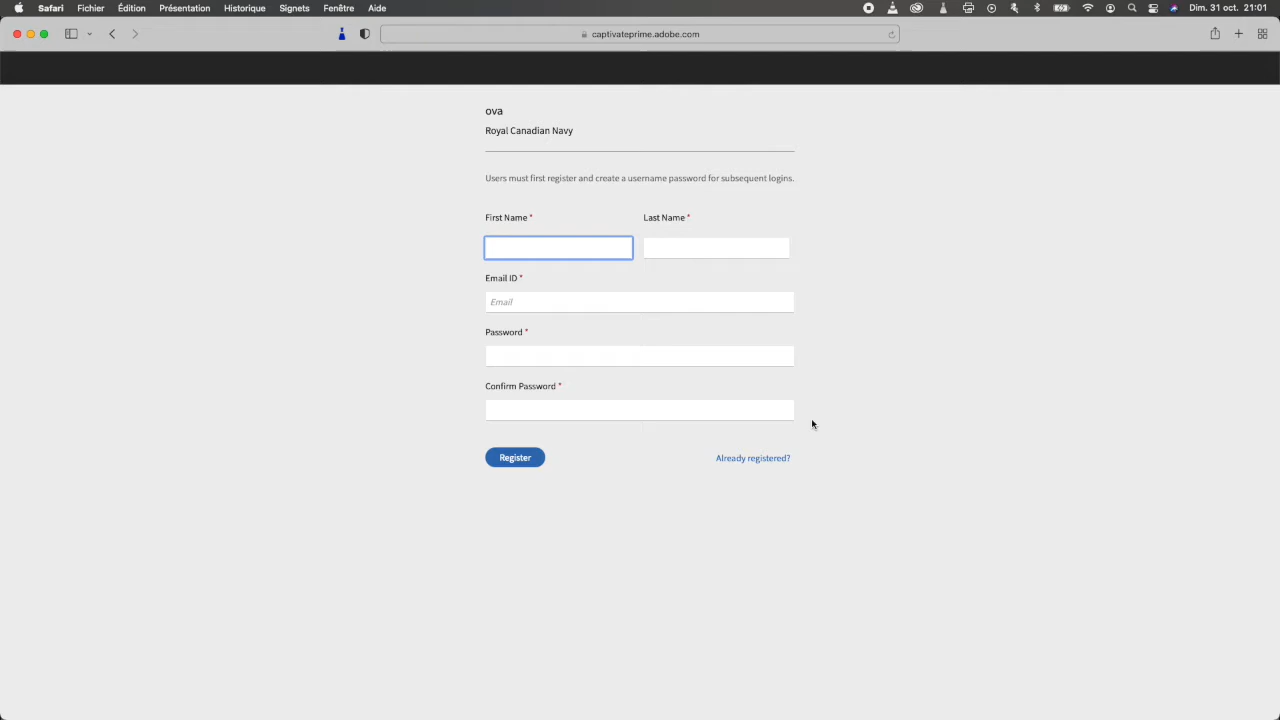 Safari Fichier Édition Présentation Historique Signets Fenêtre Aide Dim. 31 oct. 21:01
captivateprime.adobe.com
ova
Royal Canadian Navy
Users must first register and create a username password for subsequent logins.
First Name * Last Name *
Email ID *
Email
Password *
Confirm Password *
Register Already registered?